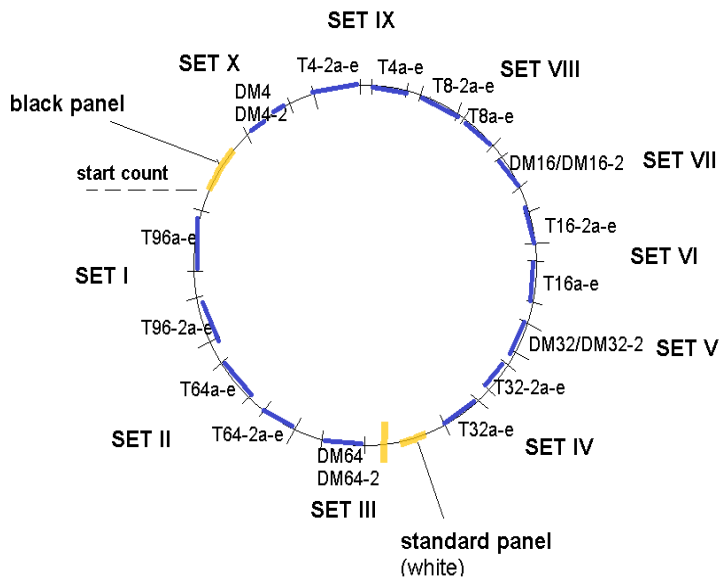 SET IX
SET X
T4-2a-e
T4a-e
SET VIII
T8-2a-e
DM4
DM4-2
black panel
T8a-e
start count
DM16/DM16-2
SET VII
T16-2a-e
T96a-e
SET VI
SET I
T16a-e
T96-2a-e
DM32/DM32-2
SET V
T64a-e
T32-2a-e
T64-2a-e
T32a-e
SET II
SET IV
DM64
DM64-2
SET III
standard panel
(white)